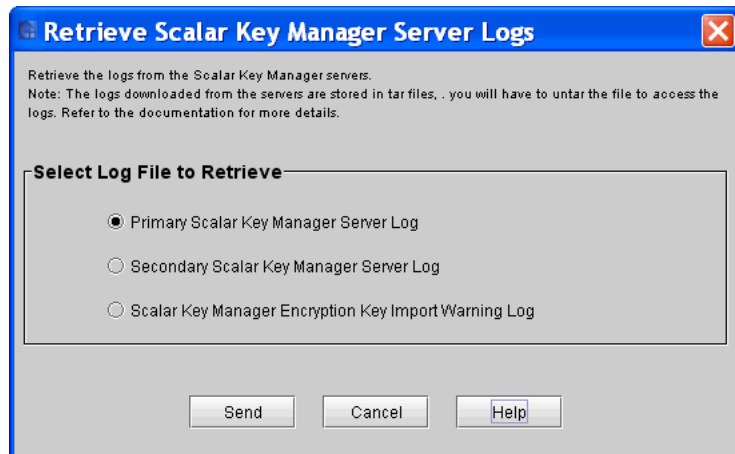 Retrieve Scalar Key Manager Server Logs
Retrieve the logs from the Scalar Key Manager servers.
Note: The logs downloaded from the servers are stored in tar files, . you will have to untar the file to access the
logs. Refer to the documentation for more details.
Select Log File to Retrieve
Primary Scalar Key Manager Server Log
Secondary Scalar Key Manager Server Log
Scalar Key Manager Encryption Key Import Warning Log
Send Cancel Help